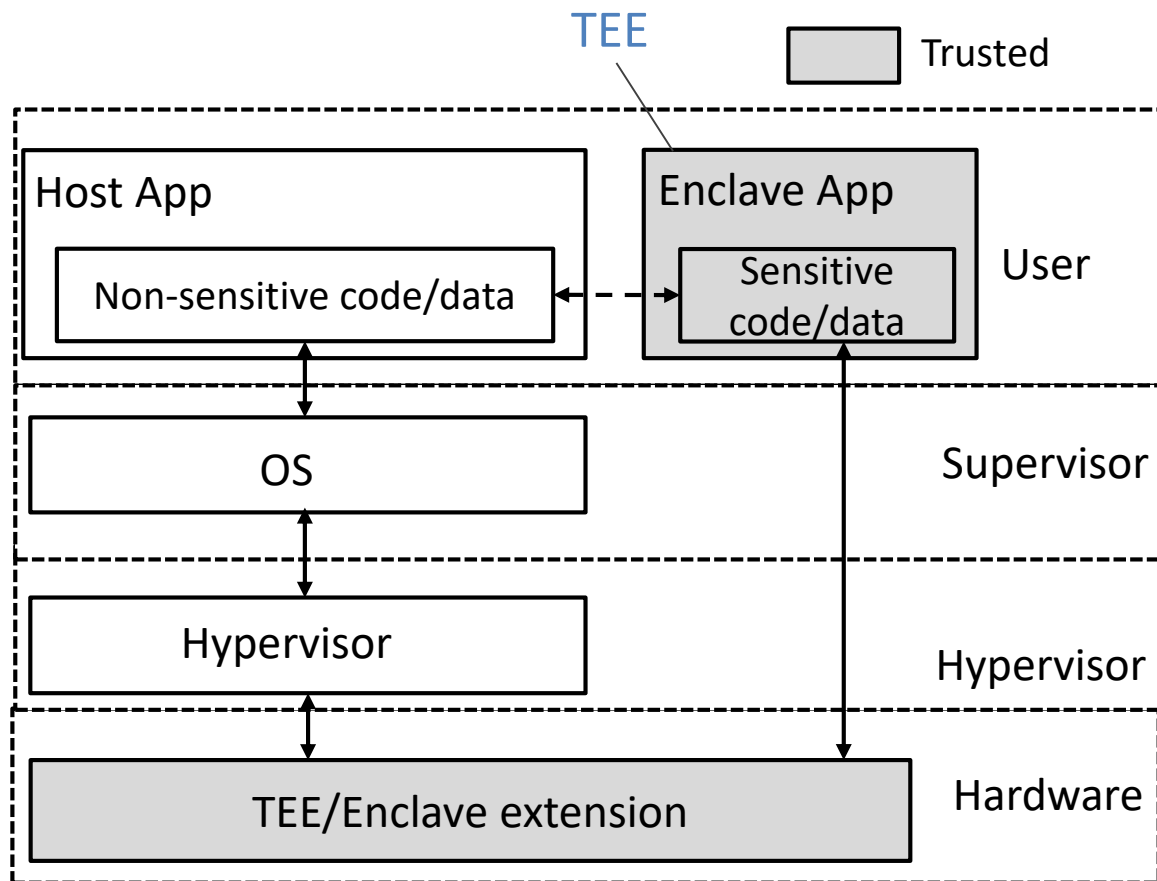 TEE
Trusted
Host App
Non-sensitive code/data
Enclave App
Sensitive
code/data
User
OS
Supervisor
Hypervisor
Hypervisor
TEE/Enclave extension
Hardware